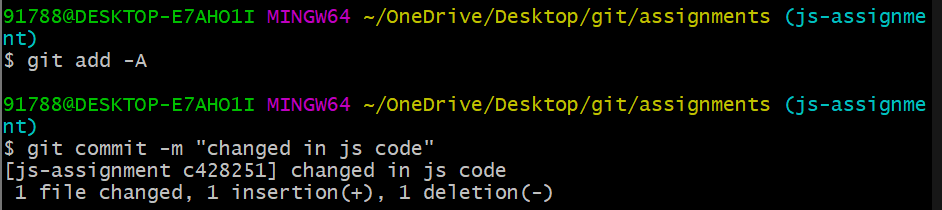 91788@DESKTOP-E7AHO1I MINGW64 ~/OneDrive/Desktop/git/assignments (js-assignme
nt)
$ git add -A
91788@DESKTOP-E7AHO1I MINGW64 ~/OneDrive/Desktop/git/assignments (js-assignme
nt)
$ git commit -m "changed in js code"
[js-assignment c428251] changed in js code
 1 file changed, 1 insertion(+), 1 deletion(-)